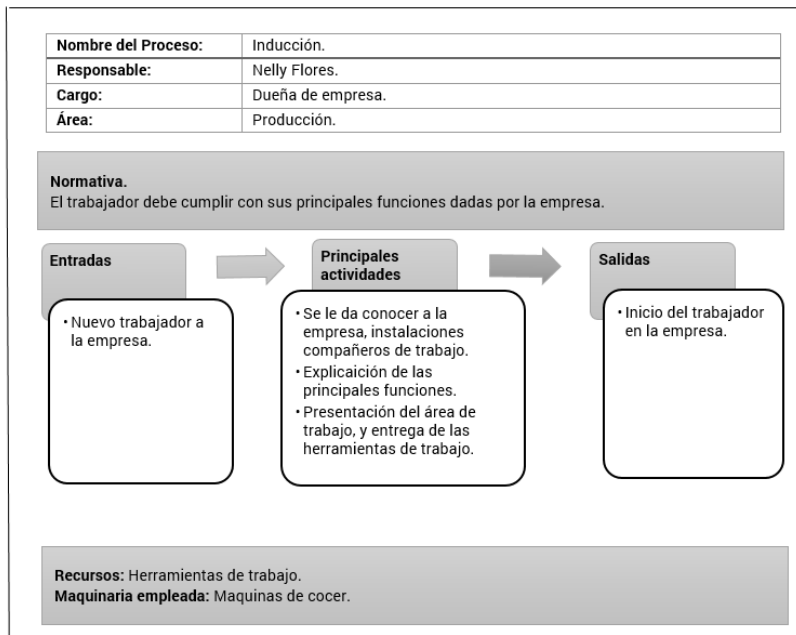 Nombre del Proceso: Inducción.
Responsable: Nelly Flores.
Cargo: Dueña de empresa.
Área: Producción.
Normativa.
El trabajador debe cumplir con sus principales funciones dadas por la empresa.
Entradas
• Nuevo trabajador a
la empresa.
Principales
actividades
• Se le da conocer a la
empresa, instalaciones
compañeros de trabajo.
• Explicaición de las
principales funciones.
• Presentación del área de
trabajo, y entrega de las
herramientas de trabajo.
Salidas
• Inicio del trabajador
en la empresa.
Recursos: Herramientas de trabajo.
Maquinaria empleada: Maquinas de cocer.